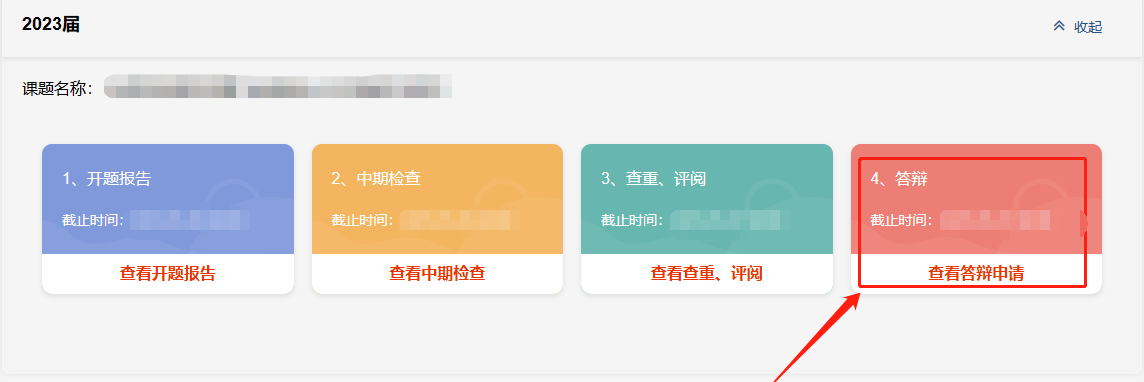 2023届
收起
课题名称：
1、开题报告
截止时间：
查看开题报告
2、中期检查
截止时间：
查看中期检查
3、查重、评阅
截止时间：
查看查重、评阅
4、答辩
截止时间：
查看答辩申请